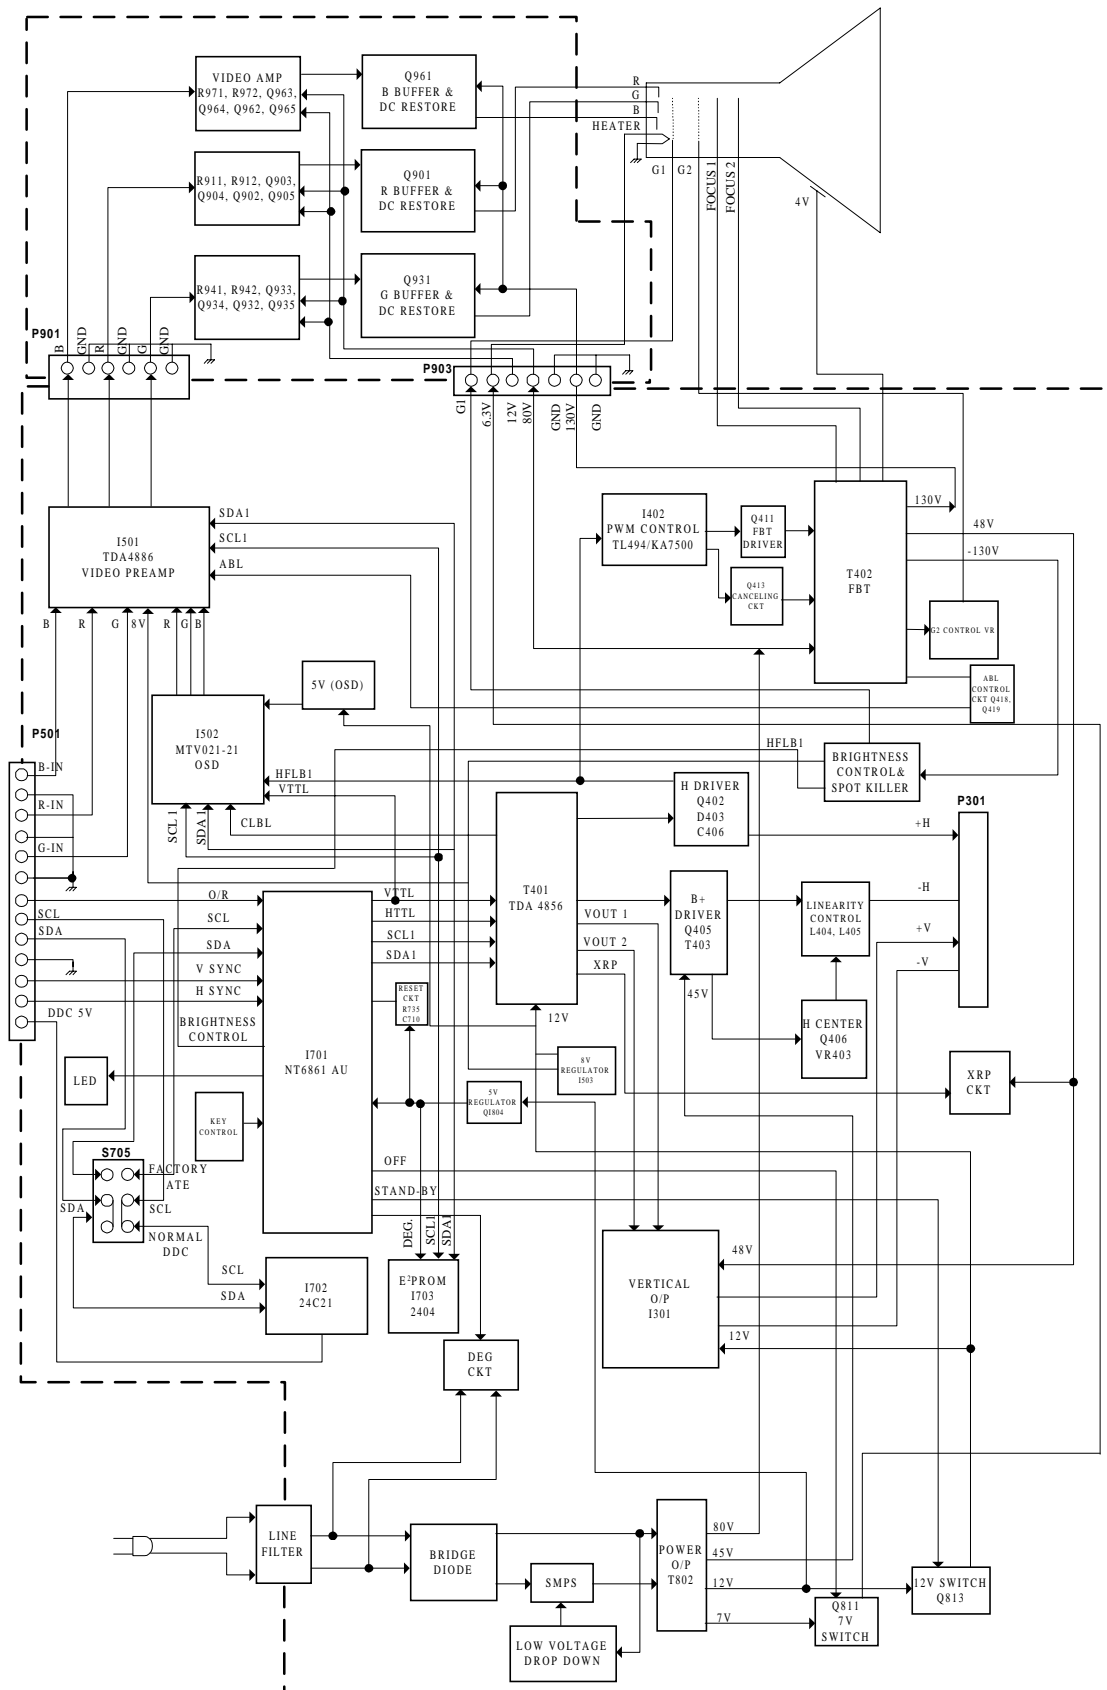 VIDEO AMP
R971, R972, Q963,
Q964, Q962, Q965
Q961
B BUFFER &
DC RESTORE
R911, R912, Q903,
Q904, Q902, Q905
Q901
R BUFFER &
DC RESTORE
R941, R942, Q933,
Q934, Q932, Q935
Q931
G BUFFER &
DC RESTORE
R
G
B
HEATER
G1
G2
FOCUS 1
FOCUS 2
4V
P901
B
GND
R
GND
G
GND
P903
G1
6.3V
12V
80V
GND
130V
GND
I501
TDA4886
VIDEO PREAMP
SDA1
SCL1
ABL
B
R
G
8V
R
G
B
I402
PWM CONTROL
TL494/KA7500
Q411
FBT
DRIVER
Q413
CANCELING
CKT
T402
FBT
130V
48V
-130V
G2 CONTROL VR
ABL
CONTROL
CKT Q418,
Q419
5V (OSD)
I502
MTV021-21
OSD
HFLB1
VTTL
SCL 1
SDA 1
CLBL
HFLB1
BRIGHTNESS
CONTROL&
SPOT KILLER
H DRIVER
Q402
D403
C406
P301
+H
-H
+V
-V
P501
B-IN
R-IN
G-IN
SCL
SDA
DDC 5V
O/R
SCL
SDA
V SYNC
H SYNC
BRIGHTNESS
CONTROL
I701
NT6861 AU
VTTL
HTTL
SCL1
SDA1
T401
TDA 4856
VOUT 1
VOUT 2
XRP
12V
B+
DRIVER
Q405
T403
45V
LINEARITY
CONTROL
L404, L405
H CENTER
Q406
VR403
XRP
CKT
RESET
CKT
R735
C710
8V
REGULATOR
I503
5V
REGULATOR
QI804
LED
KEY
CONTROL
S705
FACTORY
ATE
SDA
SCL
NORMAL
DDC
SCL
SDA
I702
24C21
OFF
STAND-BY
DEG.
SCL1
SDA1
E²PROM
I703
2404
DEG
CKT
VERTICAL
O/P
I301
48V
12V
LINE
FILTER
BRIDGE
DIODE
SMPS
LOW VOLTAGE
DROP DOWN
POWER
O/P
T802
80V
45V
12V
7V
Q811
7V
SWITCH
12V SWITCH
Q813